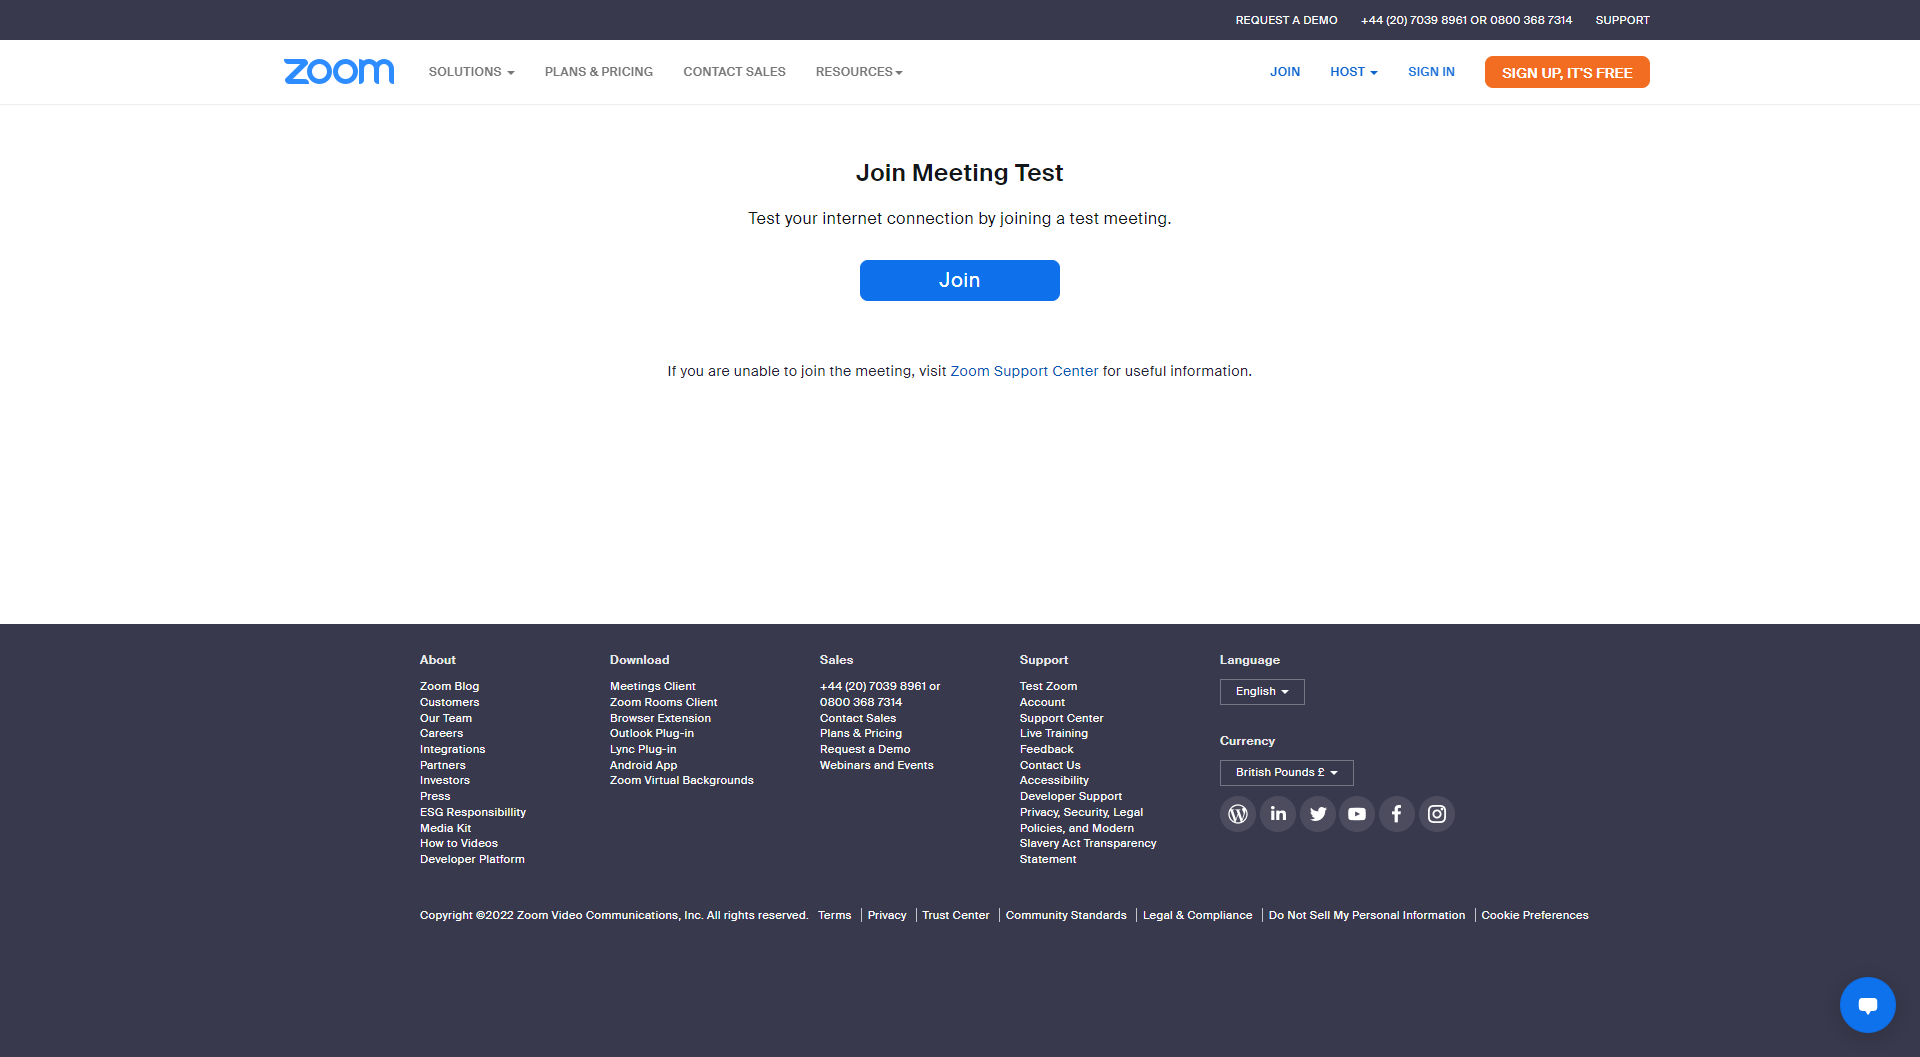 REQUEST A DEMO +44 (20) 7039 8961 OR 0800 368 7314 SUPPORT
zoom SOLUTIONS PLANS & PRICING CONTACT SALES RESOURCES JOIN HOST SIGN IN SIGN UP, IT'S FREE
Join Meeting Test
Test your internet connection by joining a test meeting.
Join
If you are unable to join the meeting, visit Zoom Support Center for useful information.
About
Zoom Blog
Customers
Our Team
Careers
Integrations
Partners
Investors
Press
ESG Responsibillity
Media Kit
How to Videos
Developer Platform
Download
Meetings Client
Zoom Rooms Client
Browser Extension
Outlook Plug-in
Lync Plug-in
Android App
Zoom Virtual Backgrounds
Sales
+44 (20) 7039 8961 or
0800 368 7314
Contact Sales
Plans & Pricing
Request a Demo
Webinars and Events
Support
Test Zoom
Account
Support Center
Live Training
Feedback
Contact Us
Accessibility
Developer Support
Privacy, Security, Legal
Policies, and Modern
Slavery Act Transparency
Statement
Language
English
Currency
British Pounds £
Copyright ©2022 Zoom Video Communications, Inc. All rights reserved. Terms Privacy Trust Center Community Standards Legal & Compliance Do Not Sell My Personal Information Cookie Preferences